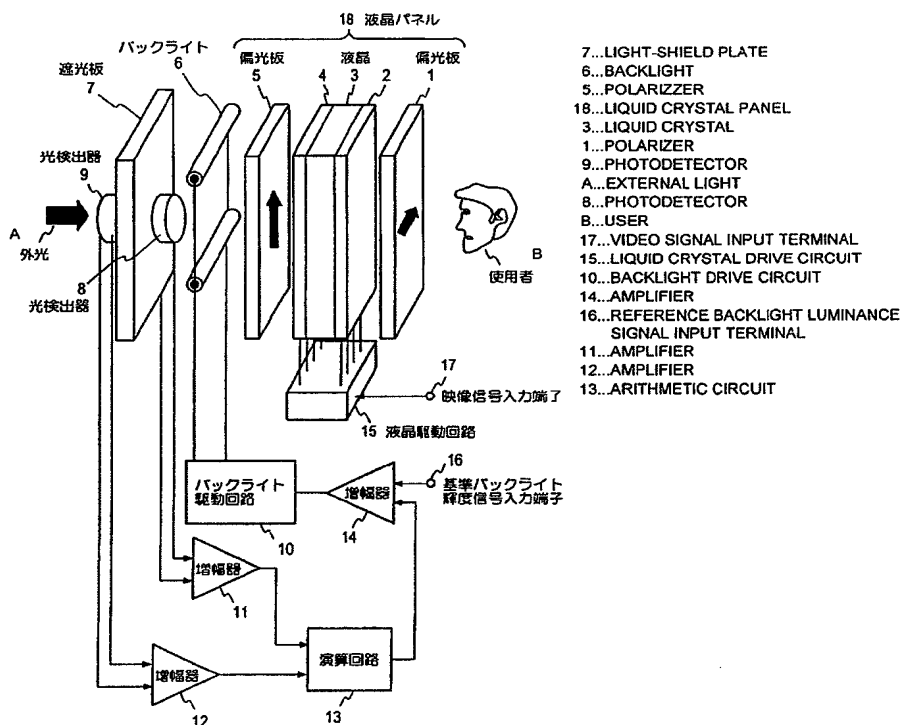 18 液晶パネル
バックライト
6
偏光板
5
液晶
4 3 2
偏光板
1
遮光板
7
光検出器
9
A
外光
8
光検出器
B
使用者
17
映像信号入力端子
15 液晶駆動回路
16
基準バックライト
輝度信号入力端子
バックライト
駆動回路
10
増幅器
14
増幅器
11
増幅器
12
演算回路
13
7...LIGHT-SHIELD PLATE
6...BACKLIGHT
5...POLARIZZER
18...LIQUID CRYSTAL PANEL
3...LIQUID CRYSTAL
1...POLARIZER
9...PHOTODETECTOR
A...EXTERNAL LIGHT
8...PHOTODETECTOR
B...USER
17...VIDEO SIGNAL INPUT TERMINAL
15...LIQUID CRYSTAL DRIVE CIRCUIT
10...BACKLIGHT DRIVE CIRCUIT
14...AMPLIFIER
16...REFERENCE BACKLIGHT LUMINANCE
SIGNAL INPUT TERMINAL
11...AMPLIFIER
12...AMPLIFIER
13...ARITHMETIC CIRCUIT